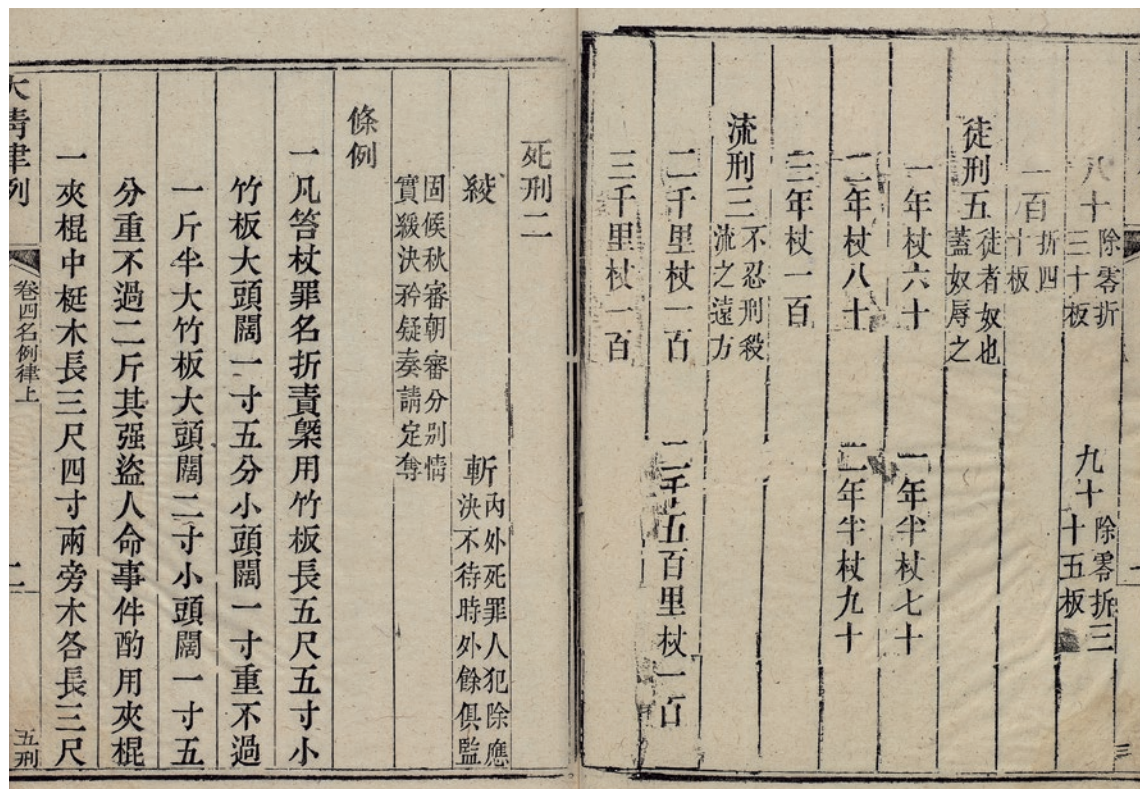 八十除零折三十板 九十除零折三十五板
一百折四十板
徒刑五徒者奴也蓋奴辱之
一年杖六十 一年半杖七十
二年杖八十 二年半杖九十
三年杖一百
流刑三不忍刑殺流之遠方
二千里杖一百 二千五百里杖一百
三千里杖一百
三
死刑二
絞 斬內外死罪人犯除應決不待時外餘俱監
固候秋審朝審分別情實緩決矜疑奏請定奪
條例
一凡笞杖罪名折責槩用竹板長五尺五寸小
竹板大頭闊一寸五分小頭闊一寸重不過
一斤半大竹板大頭闊二寸小頭闊一寸五
分重不過二斤其强盜人命事件酌用夾棍
一夾棍中梃木長三尺四寸兩旁木各長三尺
大清律例 卷四名例律上 二 五刑